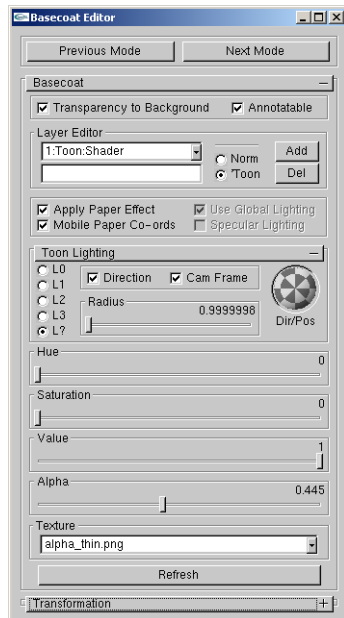 Basecoat Editor
Previous Mode
Next Mode
Basecoat
Transparency to Background
Annotatable
Layer Editor
1:Toon:Shader
Norm
'Toon
Add
Del
Apply Paper Effect
Use Global Lighting
Mobile Paper Co-ords
Specular Lighting
Toon Lighting
L0
L1
L2
L3
L?
Direction
Cam Frame
Radius
0.9999998
Dir/Pos
Hue
0
Saturation
0
Value
1
Alpha
0.445
Texture
alpha_thin.png
Refresh
Transformation